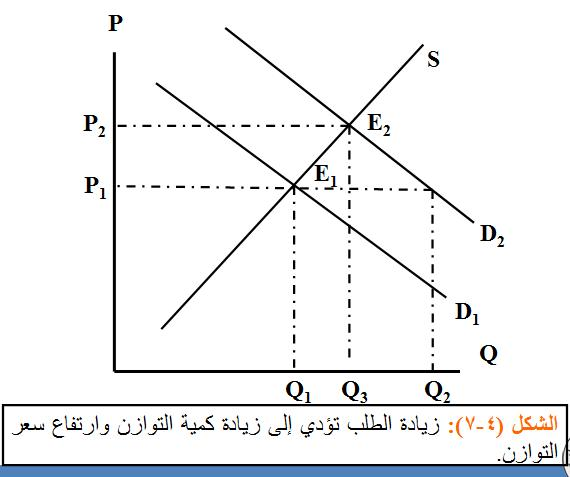 P
S
P₂
E₂
P₁
E₁
D₂
D₁
Q
Q₁ Q₃ Q₂
الشكل (٤-٧): زيادة الطلب تؤدي إلى زيادة كمية التوازن وارتفاع سعر
التوازن.